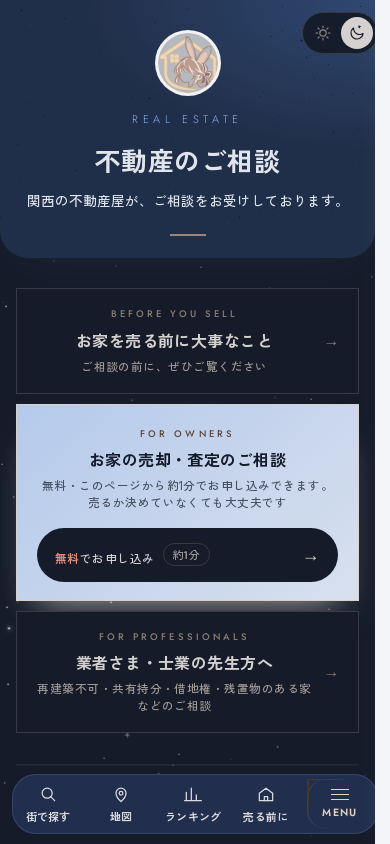 REAL ESTATE
不動産のご相談
関西の不動産屋が、ご相談をお受けしております。
BEFORE YOU SELL
お家を売る前に大事なこと
→
ご相談の前に、ぜひご覧ください
FOR OWNERS
お家の売却・査定のご相談
無料・このページから約1分でお申し込みできます。
売るか決めていなくても大丈夫です
無料でお申し込み 約1分 →
FOR PROFESSIONALS
業者さま・士業の先生方へ
→
再建築不可・共有持分・借地権・残置物のある家
などのご相談
街で探す 地図 ランキング 売る前に MENU